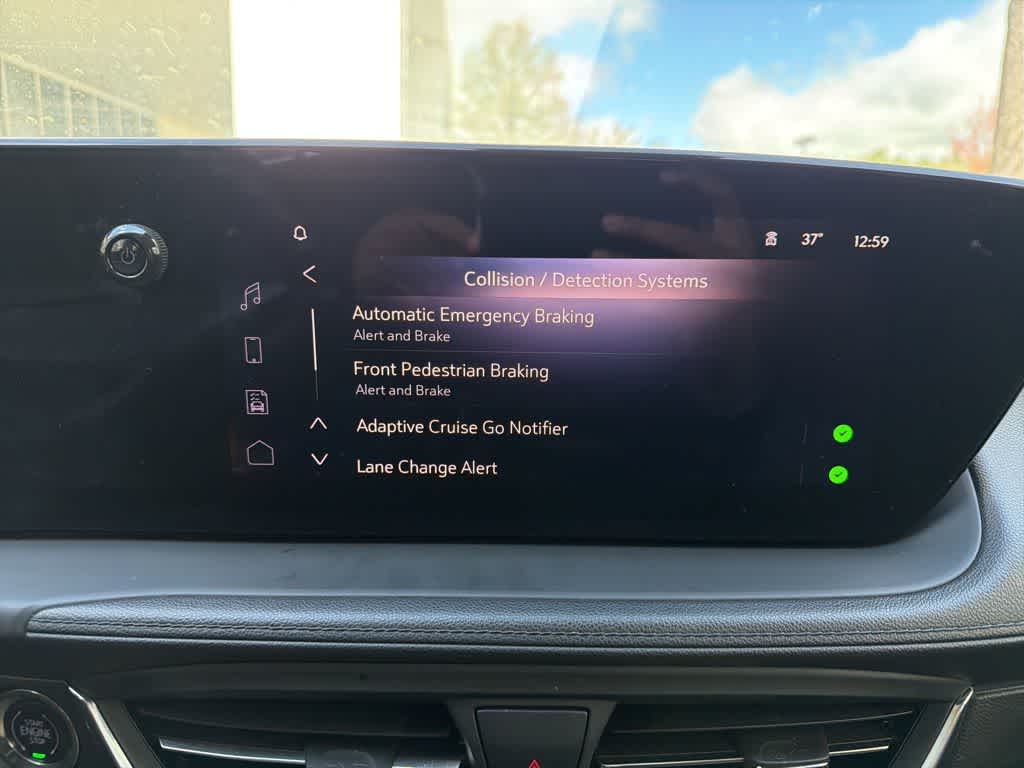 37°
12:59
Collision / Detection Systems
Automatic Emergency Braking
Alert and Brake
Front Pedestrian Braking
Alert and Brake
Adaptive Cruise Go Notifier
Lane Change Alert
START
ENGINE
STOP